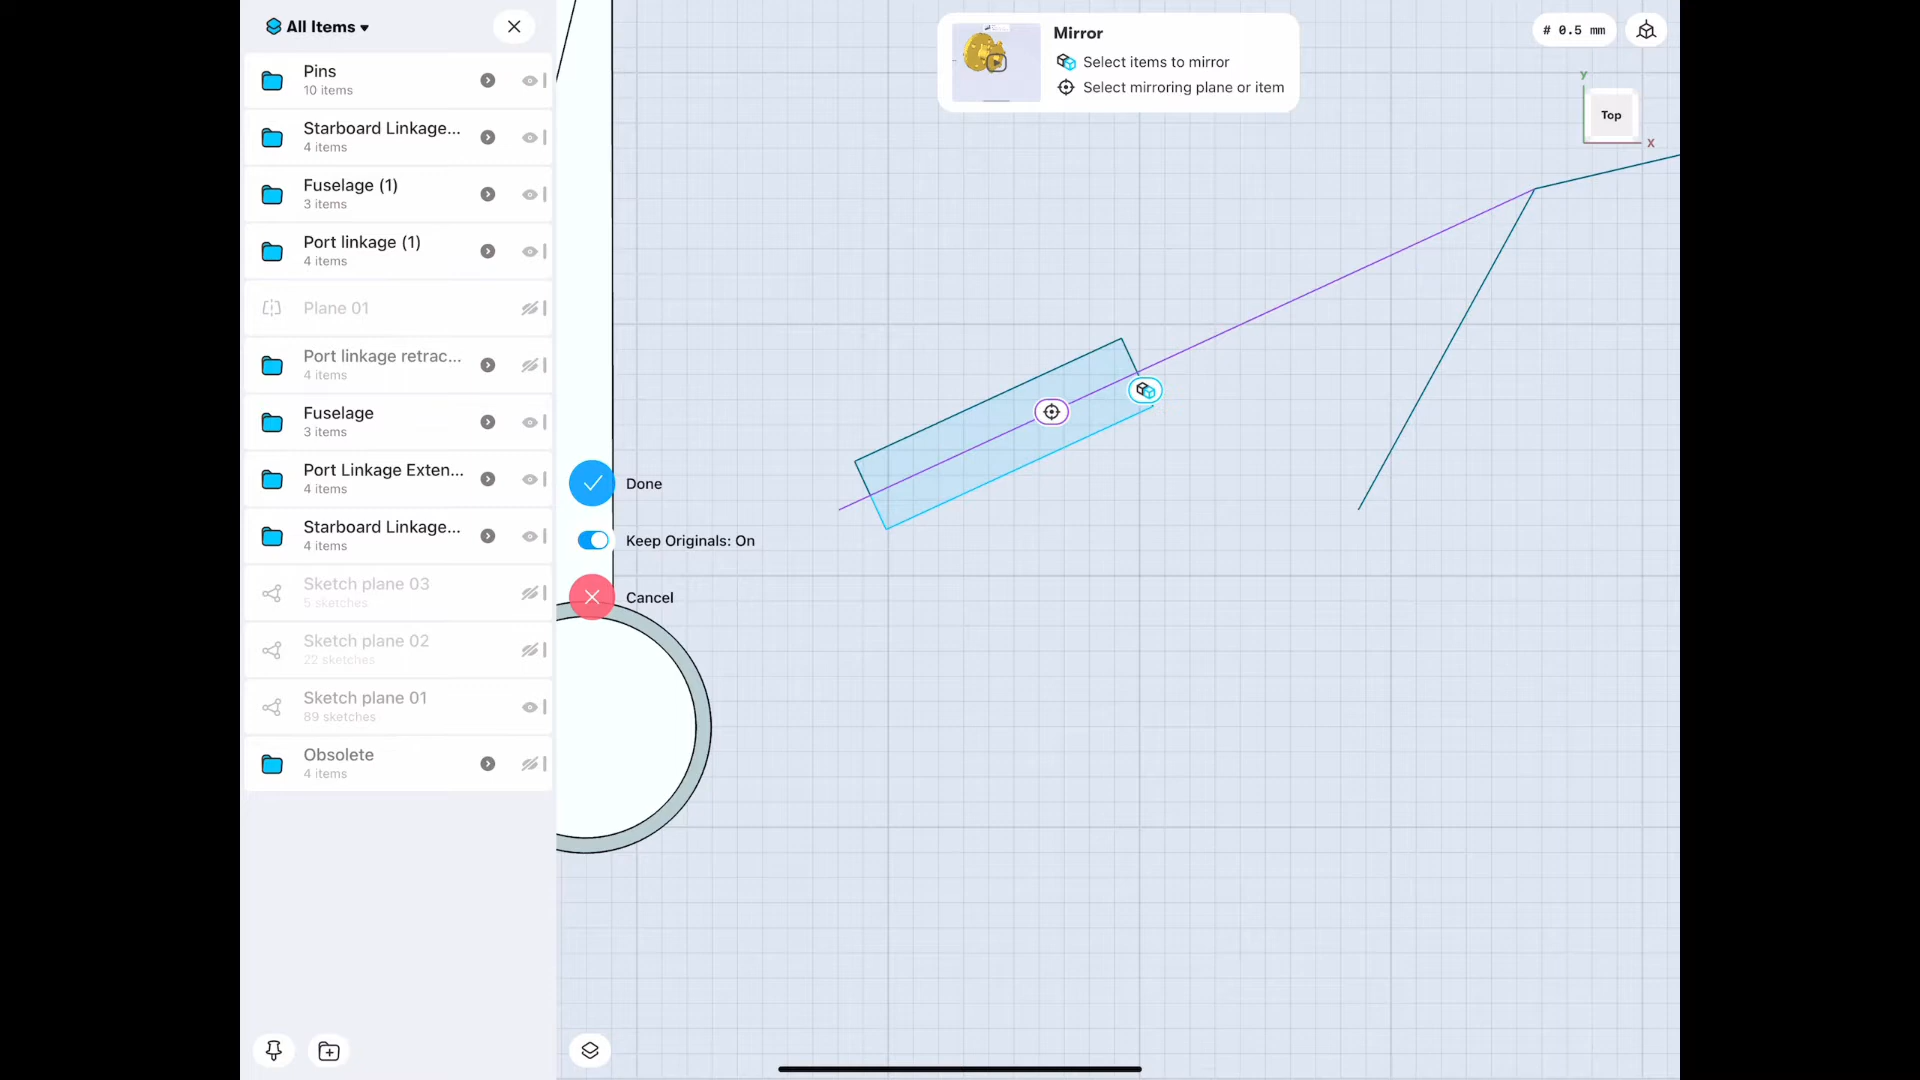 All Items
Pins
10 items
Starboard Linkage...
4 items
Fuselage (1)
3 items
Port linkage (1)
4 items
Plane 01
Port linkage retrac...
4 items
Fuselage
3 items
Port Linkage Exten...
4 items
Starboard Linkage...
4 items
Sketch plane 03
5 sketches
Sketch plane 02
22 sketches
Sketch plane 01
89 sketches
Obsolete
4 items
Done
Keep Originals: On
Cancel
Mirror
Select items to mirror
Select mirroring plane or item
# 0.5 mm
Y
Top
X